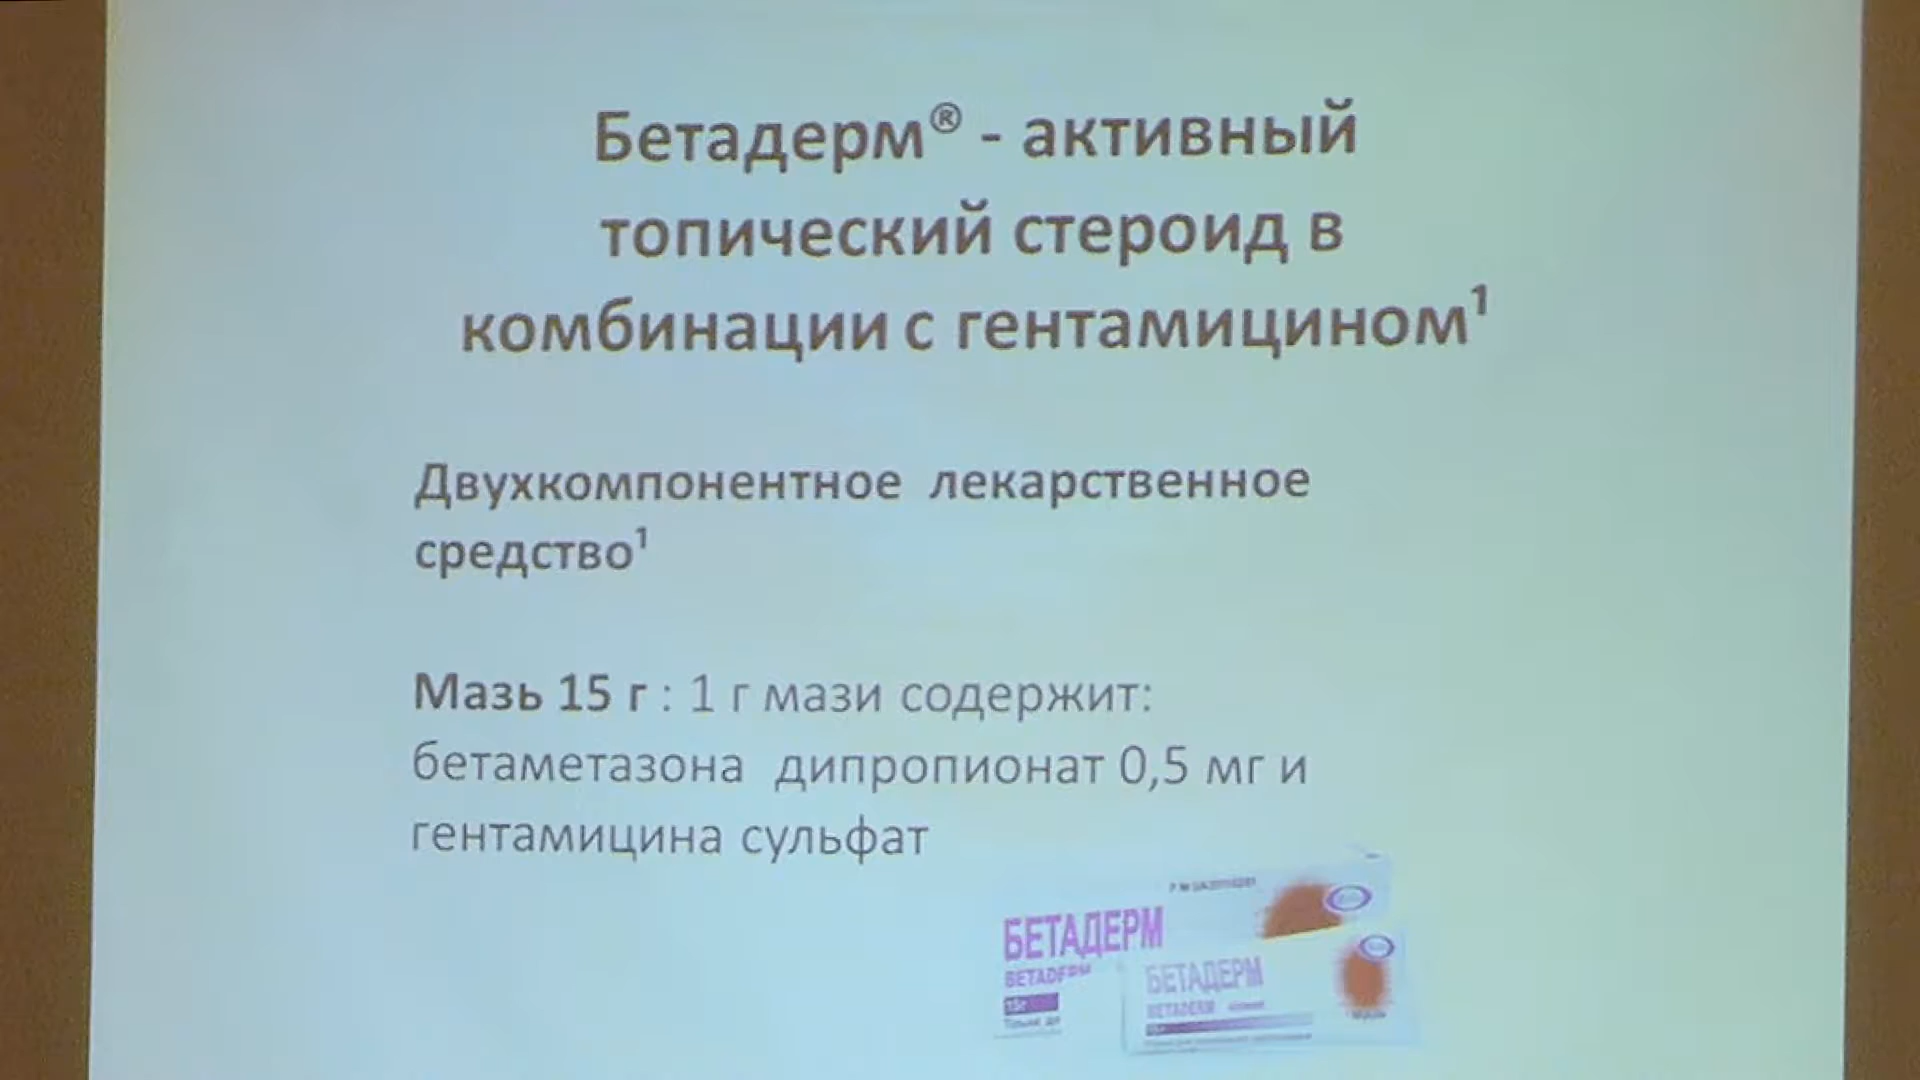 Бетадерм® - активный
топический стероид в
комбинации с гентамицином¹
Двухкомпонентное лекарственное
средство¹
Мазь 15 г : 1 г мази содержит:
бетаметазона дипропионат 0,5 мг и
гентамицина сульфат
БЕТАДЕРМ
BETADERM
15г
БЕТАДЕРМ
BETADERM